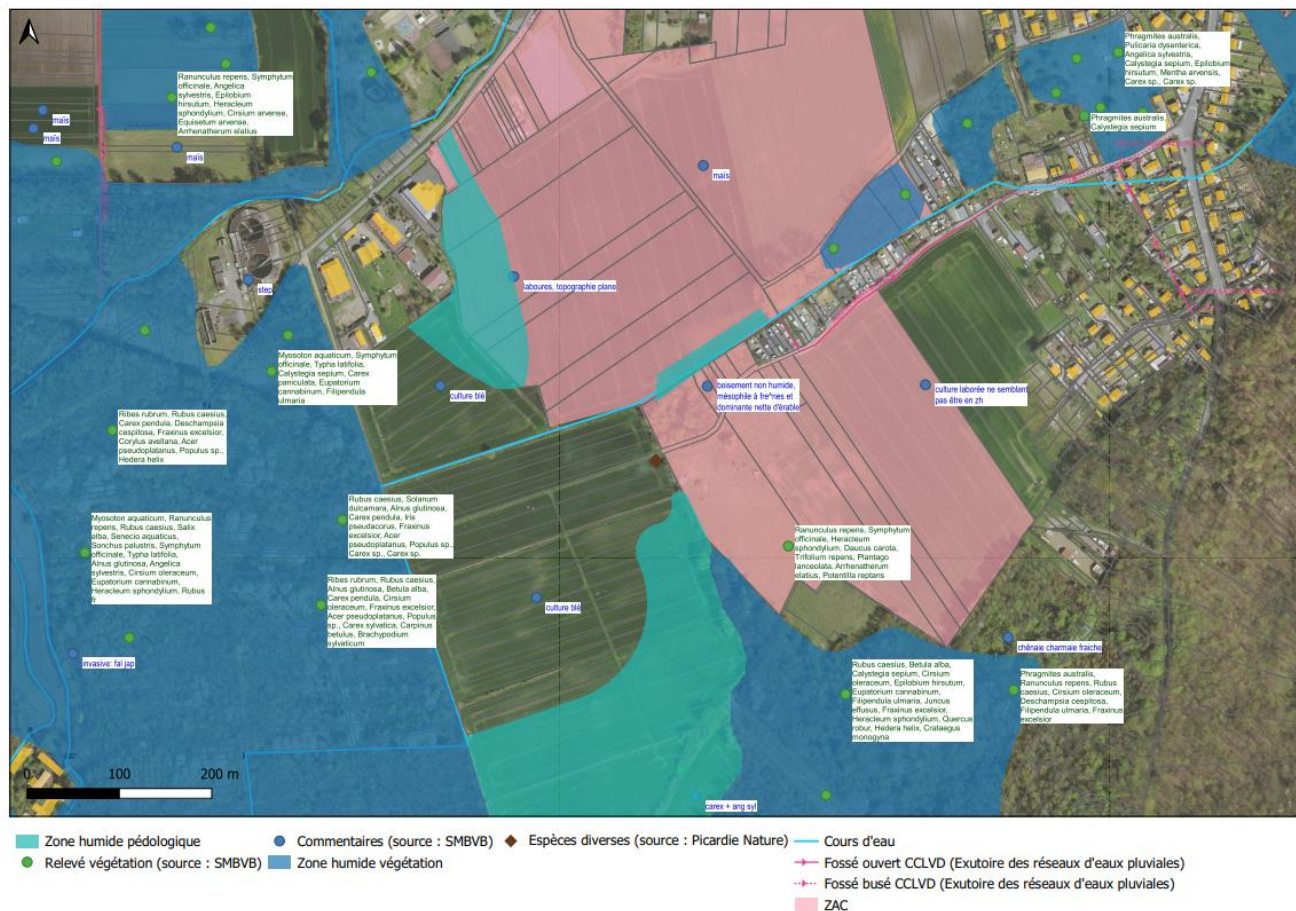 Ranunculus repens, Symphytum
officinale, Angelica
sylvestris, Epilobium
hirsutum, Heracleum
sphondylium, Cirsium arvense,
Equisetum arvense,
Arrhenatherum elatius
Phragmites australis,
Pulicaria dysenterica,
Angelica sylvestris,
Calystegia sepium, Epilobium
hirsutum, Mentha arvensis,
Carex sp., Carex sp.
Phragmites australis,
Calystegia sepium
maïs
maïs
maïs
maïs
step
laboures, topographie plane
Myosoton aquaticum, Symphytum
officinale, Typha latifolia,
Calystegia sepium, Carex
paniculata, Eupatorium
cannabinum, Filipendula
ulmaria
culture blé
boisement non humide,
mésophile à fre^nes et
dominante nette d'érable
culture laborée ne semblant
pas être en zh
Ribes rubrum, Rubus caesius,
Carex pendula, Deschampsia
cespitosa, Fraxinus excelsior,
Corylus avellana, Acer
pseudoplatanus, Populus sp.,
Hedera helix
Rubus caesius, Solanum
dulcamara, Alnus glutinosa,
Carex pendula, Iris
pseudacorus, Fraxinus
excelsior, Acer
pseudoplatanus, Populus sp.,
Carex sp., Carex sp.
Myosoton aquaticum, Ranunculus
repens, Rubus caesius, Salix
alba, Senecio aquaticus,
Sonchus palustris, Symphytum
officinale, Typha latifolia,
Alnus glutinosa, Angelica
sylvestris, Cirsium oleraceum,
Eupatorium cannabinum,
Heracleum sphondylium, Rubus
fr
Ranunculus repens, Symphytum
officinale, Heracleum
sphondylium, Daucus carota,
Trifolium repens, Plantago
lanceolata, Arrhenatherum
elatius, Potentilla reptans
Ribes rubrum, Rubus caesius,
Alnus glutinosa, Betula alba,
Carex pendula, Cirsium
oleraceum, Fraxinus excelsior,
Acer pseudoplatanus, Populus
sp., Carex sylvatica, Carpinus
betulus, Brachypodium
sylvaticum
culture blé
invasive: fal jap
chênaie charmaie fraiche
Rubus caesius, Betula alba,
Calystegia sepium, Cirsium
oleraceum, Epilobium hirsutum,
Eupatorium cannabinum,
Filipendula ulmaria, Juncus
effusus, Fraxinus excelsior,
Heracleum sphondylium, Quercus
robur, Hedera helix, Crataegus
monogyna
Phragmites australis,
Ranunculus repens, Rubus
caesius, Cirsium oleraceum,
Deschampsia cespitosa,
Filipendula ulmaria, Fraxinus
excelsior
carex + ang syl
0 100 200 m
Zone humide pédologique
Relevé végétation (source : SMBVB)
Commentaires (source : SMBVB)
Zone humide végétation
Espèces diverses (source : Picardie Nature)
Cours d'eau
Fossé ouvert CCLVD (Exutoire des réseaux d'eaux pluviales)
Fossé busé CCLVD (Exutoire des réseaux d'eaux pluviales)
ZAC